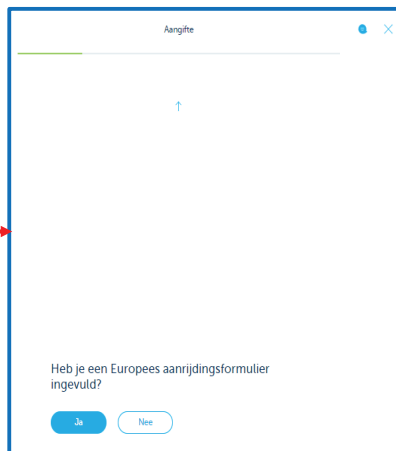 Aangifte
Heb je een Europees aanrijdingsformulier
ingevuld?
Ja
Nee